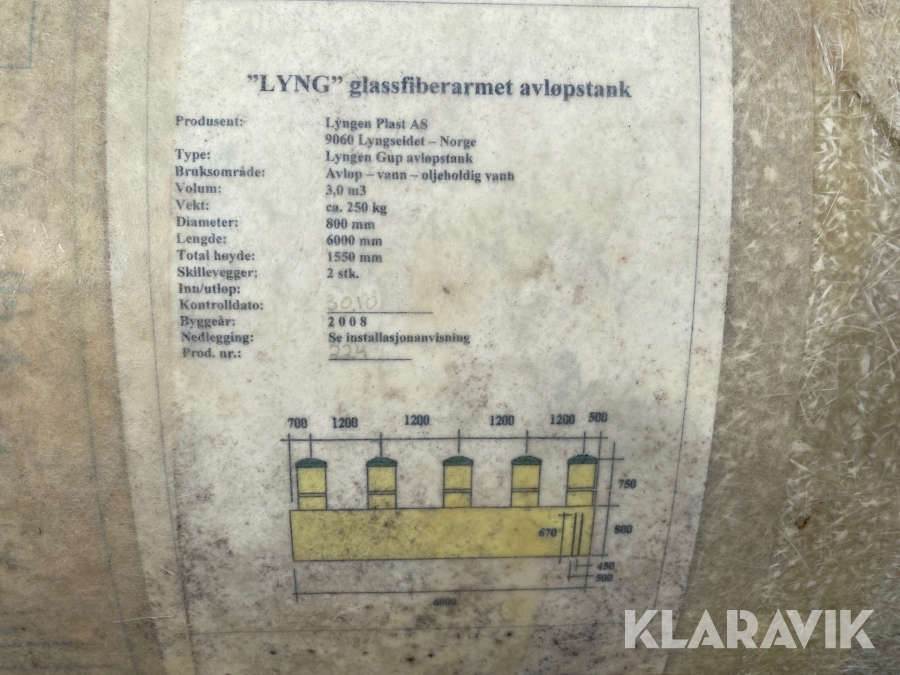 "LYNG" glassfiberarmet avløpstank
Produsent: Lyngen Plast AS
9060 Lyngseidet – Norge
Type: Lyngen Gup avløpstank
Bruksområde: Avløp – vann – oljeholdig vann
Volum: 3,0 m3
Vekt: ca. 250 kg
Diameter: 800 mm
Lengde: 6000 mm
Total høyde: 1550 mm
Skillevegger: 2 stk.
Inn/utløp:
Kontrolldato:
Byggeår: 2008
Nedlegging: Se installasjonanvisning
Prod. nr.: 224
700 1200 1200 1200 1200 500
750
670 800
450
500
6000
KLARAVIK